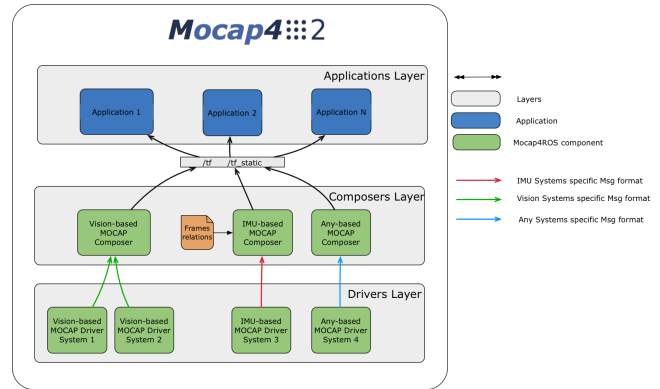 Mocap4 2
Applications Layer
Application 1
Application 2
Application N
/tf /tf_static
Composers Layer
Vision-based
MOCAP
Composer
Frames
relations
IMU-based
MOCAP
Composer
Any-based
MOCAP
Composer
Drivers Layer
Vision-based
MOCAP Driver
System 1
Vision-based
MOCAP Driver
System 2
IMU-based
MOCAP Driver
System 3
Any-based
MOCAP Driver
System 4
Layers
Application
Mocap4ROS component
IMU Systems specific Msg format
Vision Systems specific Msg format
Any Systems specific Msg format